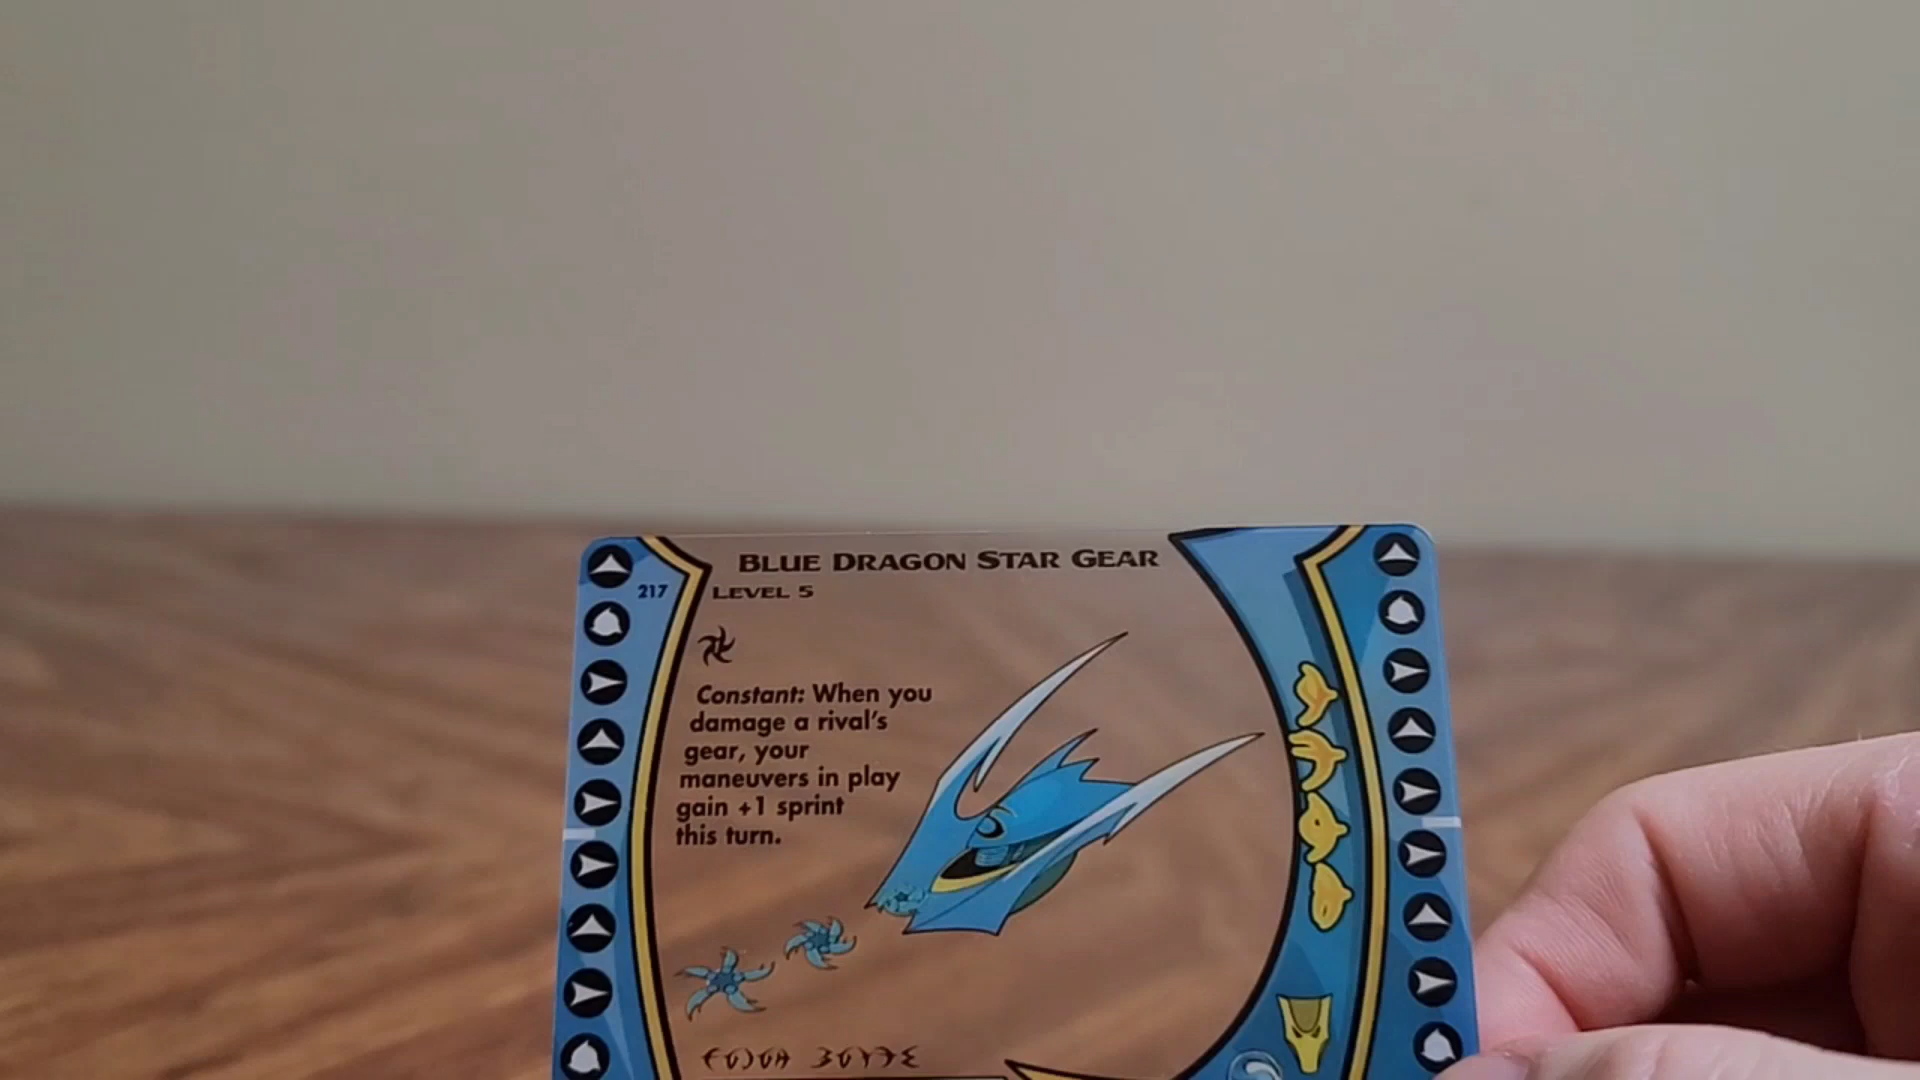 BLUE DRAGON STAR GEAR
217
LEVEL 5
Constant: When you
damage a rival's
gear, your
maneuvers in play
gain +1 sprint
this turn.